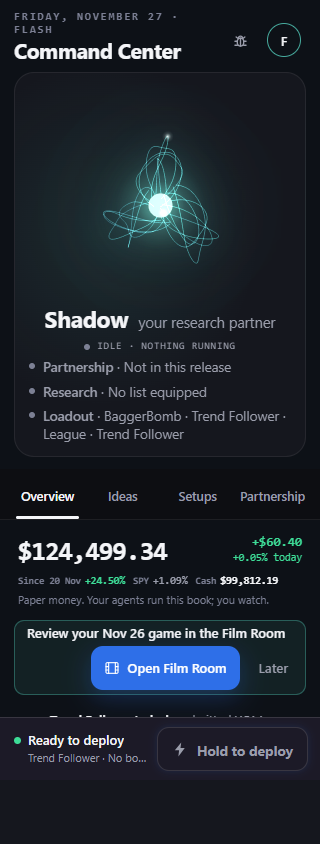 FRIDAY, NOVEMBER 27 ·
FLASH
Command Center
F
Shadow your research partner
IDLE · NOTHING RUNNING
Partnership · Not in this release
Research · No list equipped
Loadout · BaggerBomb · Trend Follower ·
League · Trend Follower
Overview Ideas Setups Partnership
$124,499.34
+$60.40
+0.05% today
Since 20 Nov +24.50% SPY +1.09% Cash $99,812.19
Paper money. Your agents run this book; you watch.
Review your Nov 26 game in the Film Room
Open Film Room Later
Ready to deploy
Trend Follower · No bo...
Hold to deploy